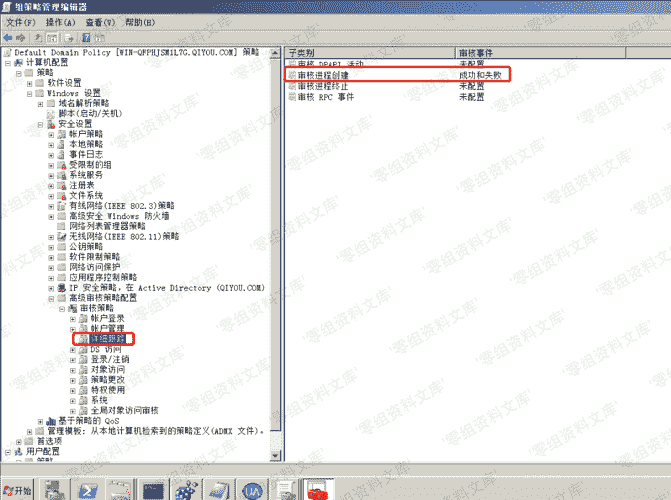 组策略管理编辑器
文件(F) 操作(A) 查看(V) 帮助(H)
Default Domain Policy [WIN-QFPHJSM1L7G.QIYOU.COM] 策略
计算机配置
策略
软件设置
Windows 设置
域名解析策略
脚本(启动/关机)
安全设置
帐户策略
本地策略
事件日志
受限制的组
系统服务
注册表
文件系统
有线网络(IEEE 802.3)策略
高级安全 Windows 防火墙
网络列表管理器策略
无线网络(IEEE 802.11)策略
公钥策略
软件限制策略
网络访问保护
应用程序控制策略
IP 安全策略，在 Active Directory (QIYOU.COM)
高级审核策略配置
审核策略
帐户登录
帐户管理
详细跟踪
DS 访问
登录/注销
对象访问
策略更改
特权使用
系统
全局对象访问审核
基于策略的 QoS
管理模板: 从本地计算机检索到的策略定义(ADMX 文件)。
首选项
用户配置
策略
子类别 审核事件
审核 DPAPI 活动 未配置
审核进程创建 成功和失败
审核进程终止 未配置
审核 RPC 事件 未配置
开始
零组资料文库